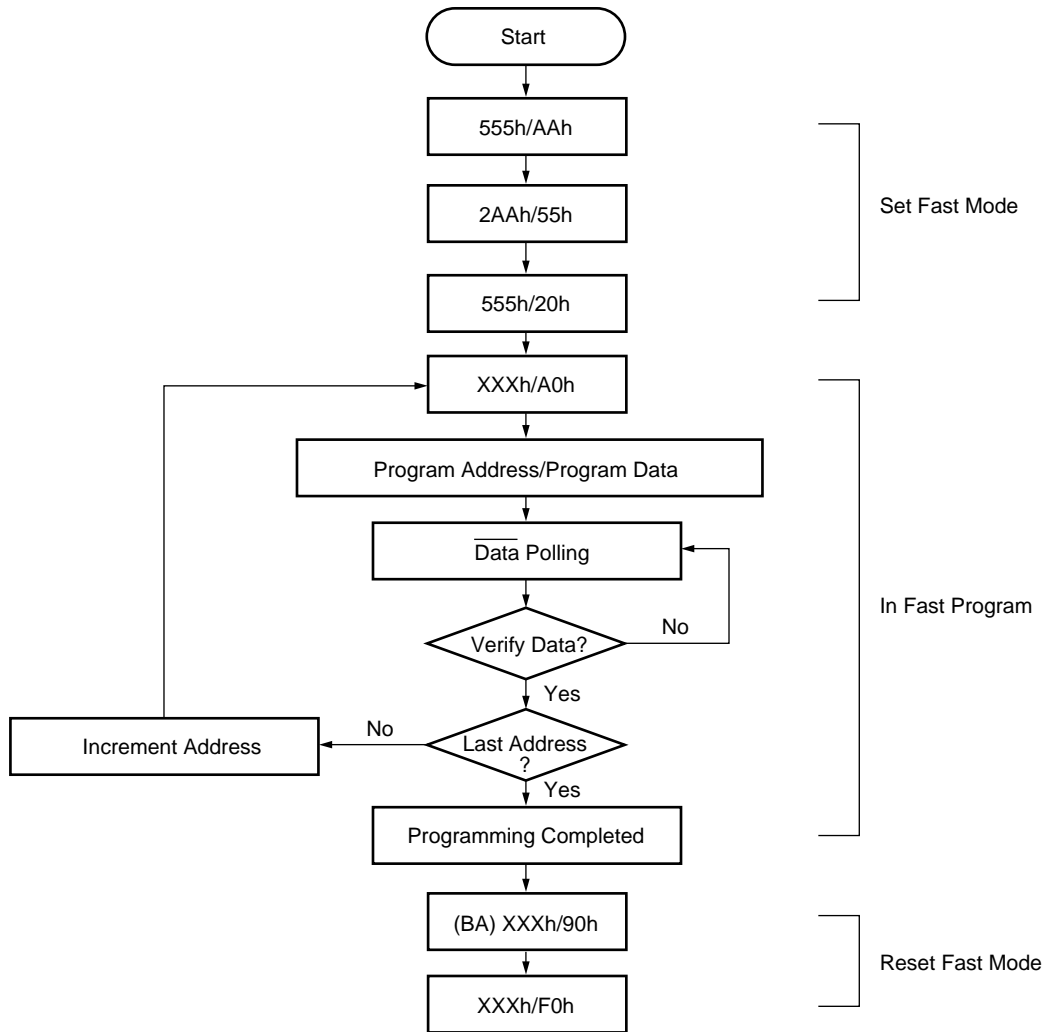 Start
555h/AAh
2AAh/55h
Set Fast Mode
555h/20h
XXXh/A0h
Program Address/Program Data
Data Polling
In Fast Program
Verify Data?
No
Yes
Increment Address
No
Last Address
?
Yes
Programming Completed
(BA) XXXh/90h
Reset Fast Mode
XXXh/F0h